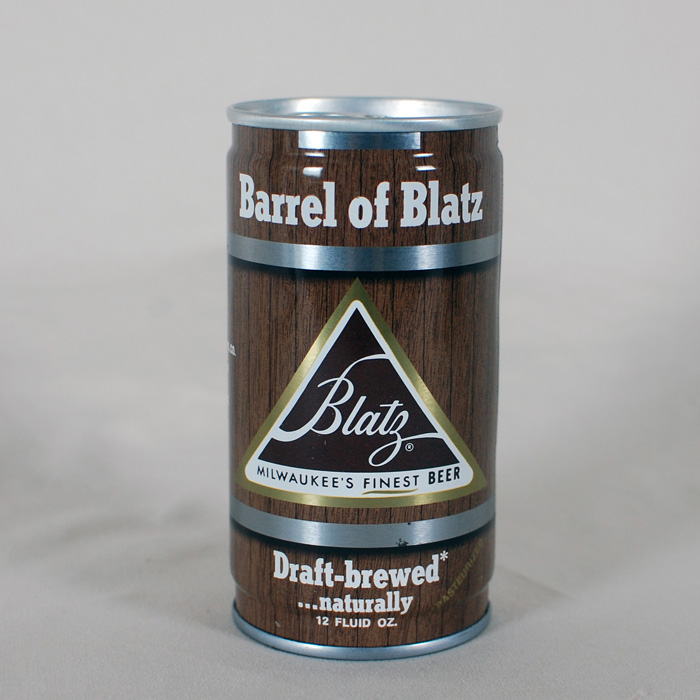 Barrel of Blatz
Blatz®
MILWAUKEE'S FINEST BEER
Draft-brewed*
...naturally
12 FLUID OZ.